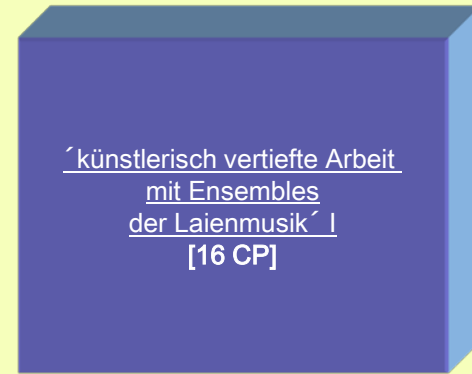 ´künstlerisch vertiefte Arbeit
mit Ensembles
der Laienmusik´ I
[16 CP]